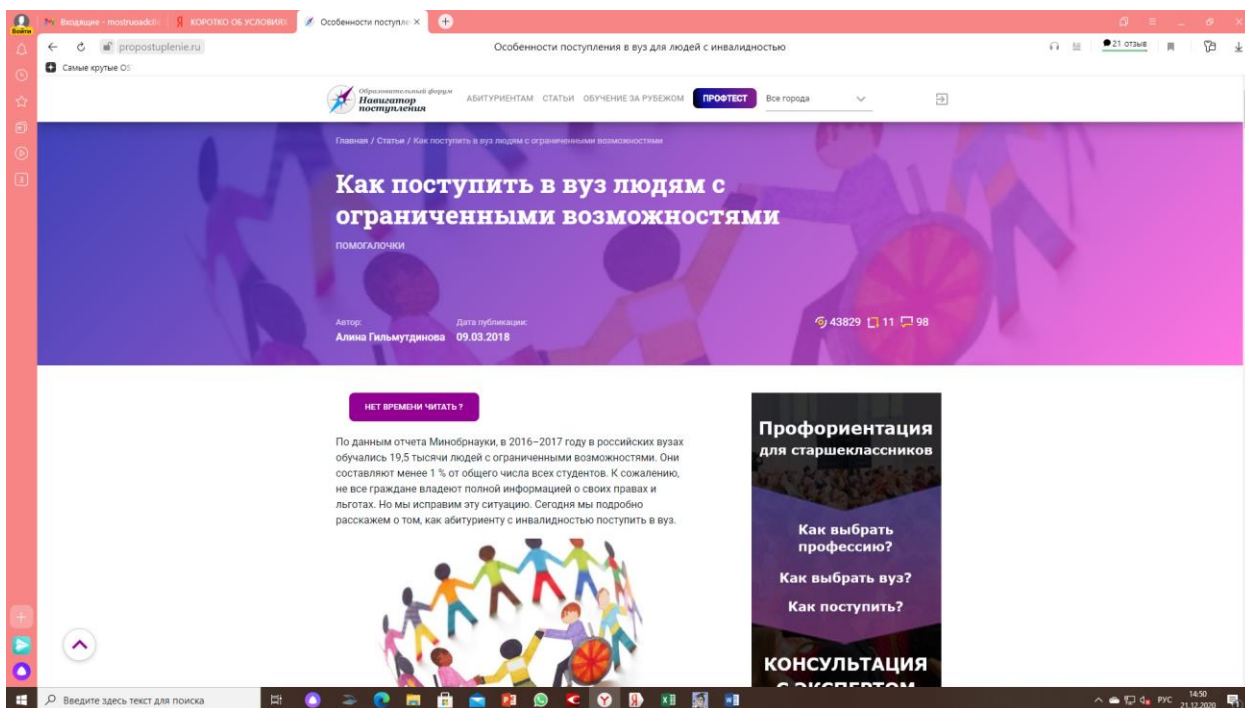 Войти
Входящие - mostruoadcli
Я КОРОТКО ОБ УСЛОВИЯХ
Особенности поступле
propostuplenie.ru
Особенности поступления в вуз для людей с инвалидностью
21 отзыв
Самые крутые OS
Образовательный форум
Навигатор
поступления
АБИТУРИЕНТАМ СТАТЬИ ОБУЧЕНИЕ ЗА РУБЕЖОМ ПРОФТЕСТ Все города
Главная / Статьи / Как поступить в вуз людям с ограниченными возможностями
Как поступить в вуз людям с
ограниченными возможностями
ПОМОГАЛОЧКИ
Автор: Дата публикации:
Алина Гильмутдинова 09.03.2018
43829 11 98
НЕТ ВРЕМЕНИ ЧИТАТЬ ?
По данным отчета Минобрнауки, в 2016–2017 году в российских вузах
обучались 19,5 тысячи людей с ограниченными возможностями. Они
составляют менее 1 % от общего числа всех студентов. К сожалению,
не все граждане владеют полной информацией о своих правах и
льготах. Но мы исправим эту ситуацию. Сегодня мы подробно
расскажем о том, как абитуриенту с инвалидностью поступить в вуз.
Профориентация
для старшеклассников
Как выбрать
профессию?
Как выбрать вуз?
Как поступить?
КОНСУЛЬТАЦИЯ
С ЭКСПЕРТОМ
Введите здесь текст для поиска
РУС
14:50
21.12.2020